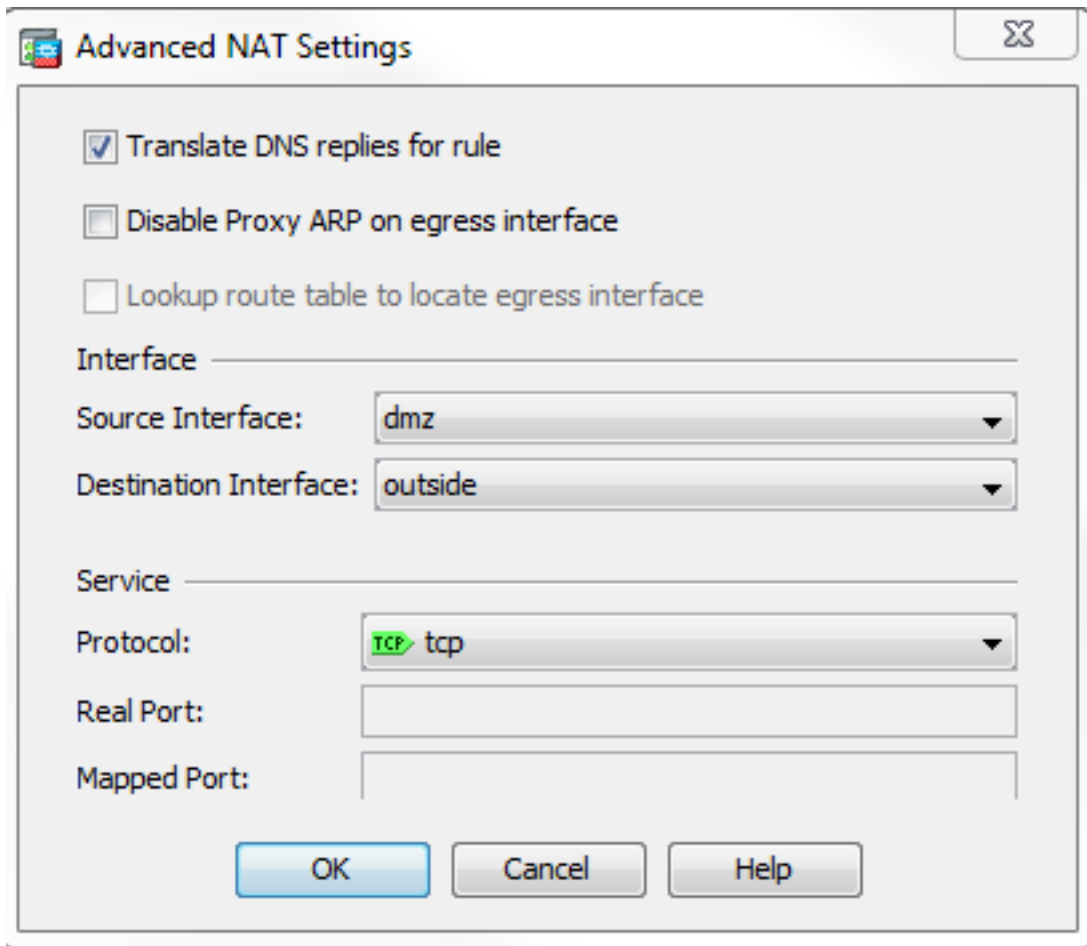 Advanced NAT Settings
Translate DNS replies for rule
Disable Proxy ARP on egress interface
Lookup route table to locate egress interface
Interface
Source Interface: dmz
Destination Interface: outside
Service
Protocol: TCP tcp
Real Port:
Mapped Port:
OK Cancel Help